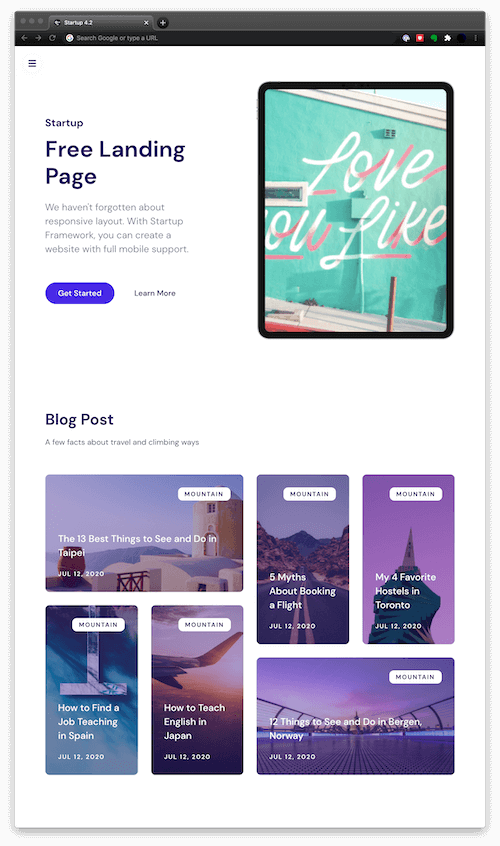 Startup 4.2
Search Google or type a URL
Startup
Free Landing
Page
We haven't forgotten about
responsive layout. With Startup
Framework, you can create a
website with full mobile support.
Get Started
Learn More
Love
you Like
Blog Post
A few facts about travel and climbing ways
MOUNTAIN
The 13 Best Things to See and Do in
Taipei
JUL 12, 2020
MOUNTAIN
5 Myths
About Booking
a Flight
JUL 12, 2020
MOUNTAIN
My 4 Favorite
Hostels in
Toronto
JUL 12, 2020
MOUNTAIN
How to Find a
Job Teaching
in Spain
JUL 12, 2020
MOUNTAIN
How to Teach
English in
Japan
JUL 12, 2020
MOUNTAIN
12 Things to See and Do in Bergen,
Norway
JUL 12, 2020